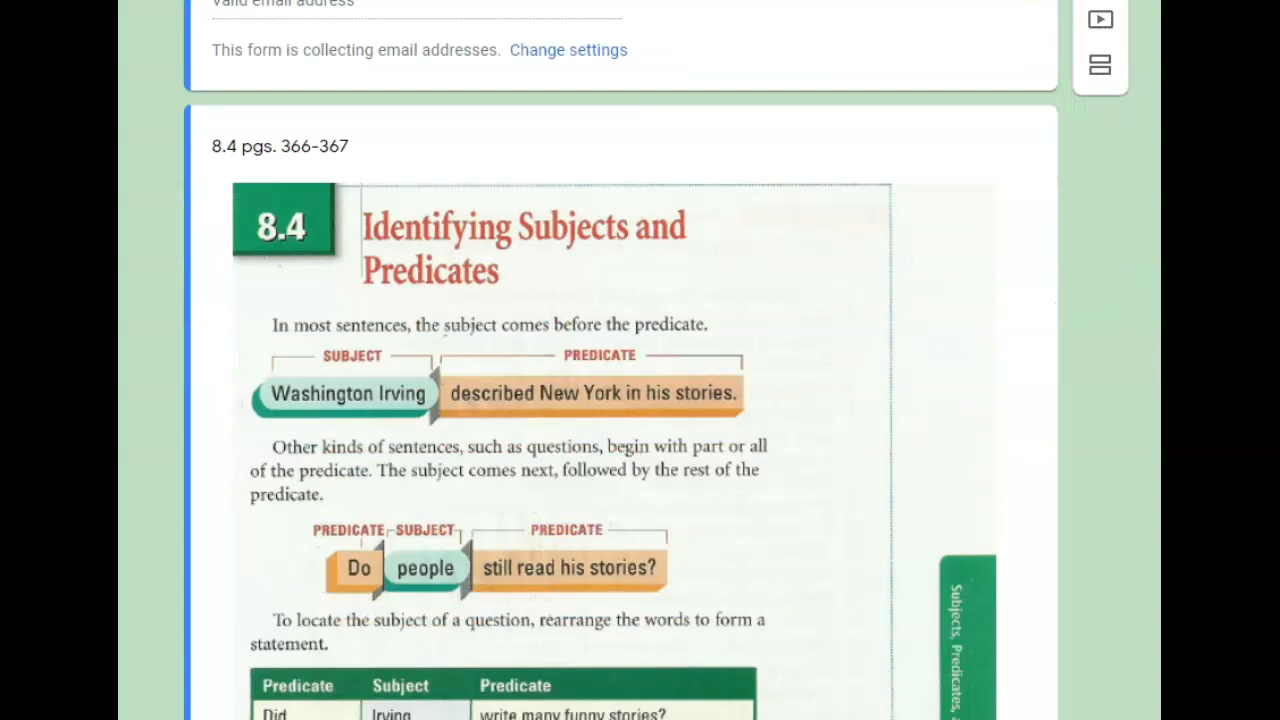 Valid email address
This form is collecting email addresses. Change settings
8.4 pgs. 366-367
8.4
Identifying Subjects and
Predicates
In most sentences, the subject comes before the predicate.
SUBJECT PREDICATE
Washington Irving described New York in his stories.
Other kinds of sentences, such as questions, begin with part or all
of the predicate. The subject comes next, followed by the rest of the
predicate.
PREDICATE SUBJECT PREDICATE
Do people still read his stories?
To locate the subject of a question, rearrange the words to form a
statement.
Predicate Subject Predicate
Did Irving write many funny stories?
Subjects, Predicates,